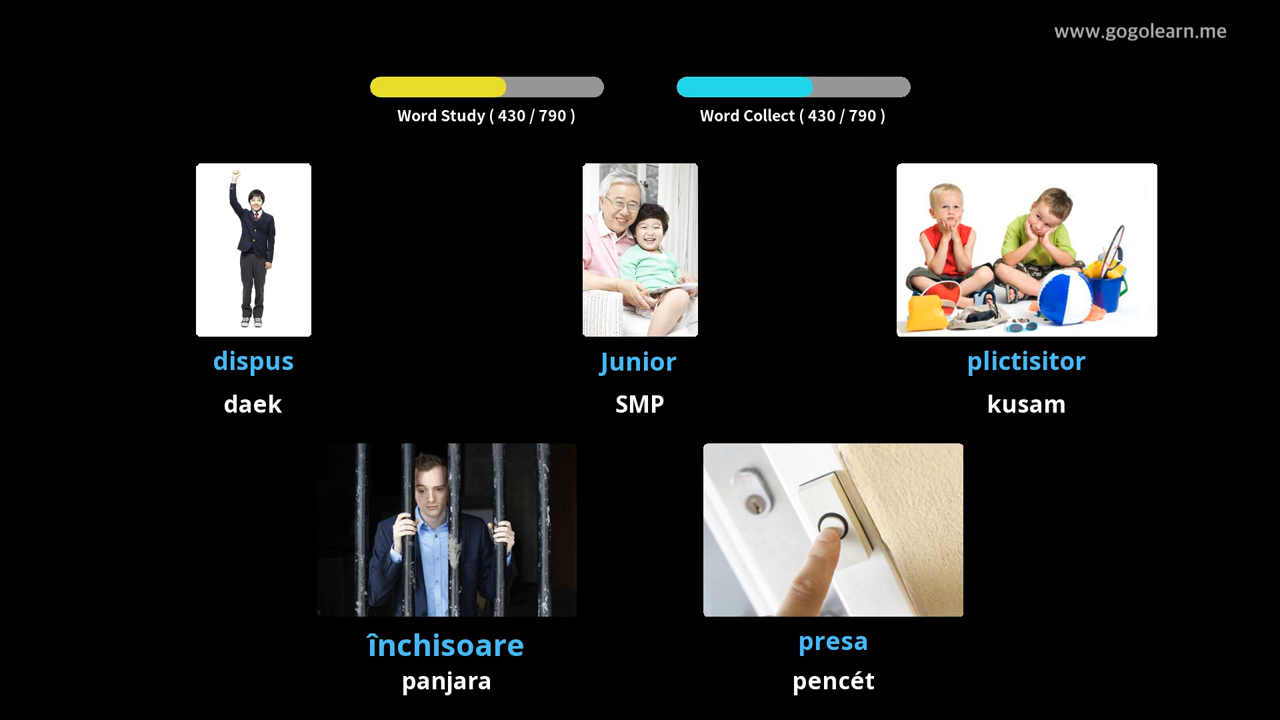 www.gogolearn.me
Word Study ( 430 / 790 )
Word Collect ( 430 / 790 )
dispus
Junior
plictisitor
daek
SMP
kusam
închisoare
presa
panjara
pencét